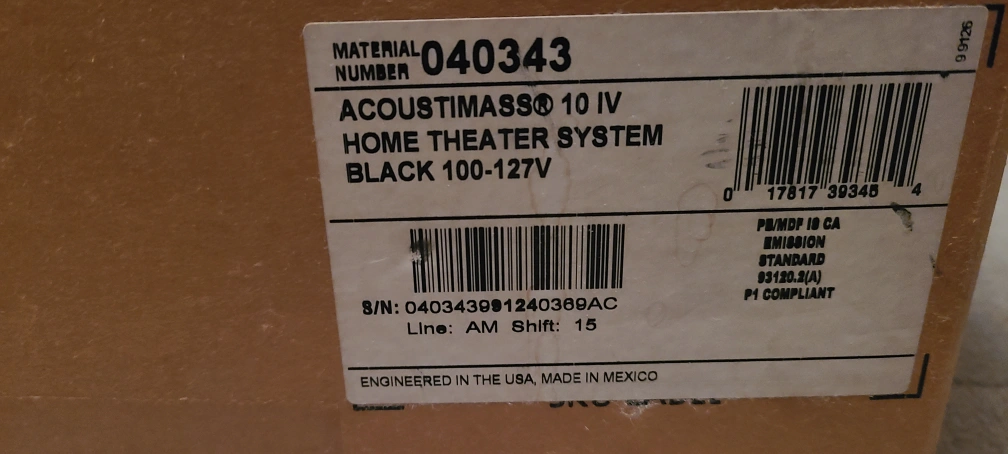 MATERIAL NUMBER 040343
99126
ACOUSTIMASS® 10 IV
HOME THEATER SYSTEM
BLACK 100-127V
0 17817 39345 4
PB/MDF IS CA
EMISSION
STANDARD
93120.2(A)
P1 COMPLIANT
S/N: 040343991240369AC
Line: AM Shift: 15
ENGINEERED IN THE USA, MADE IN MEXICO